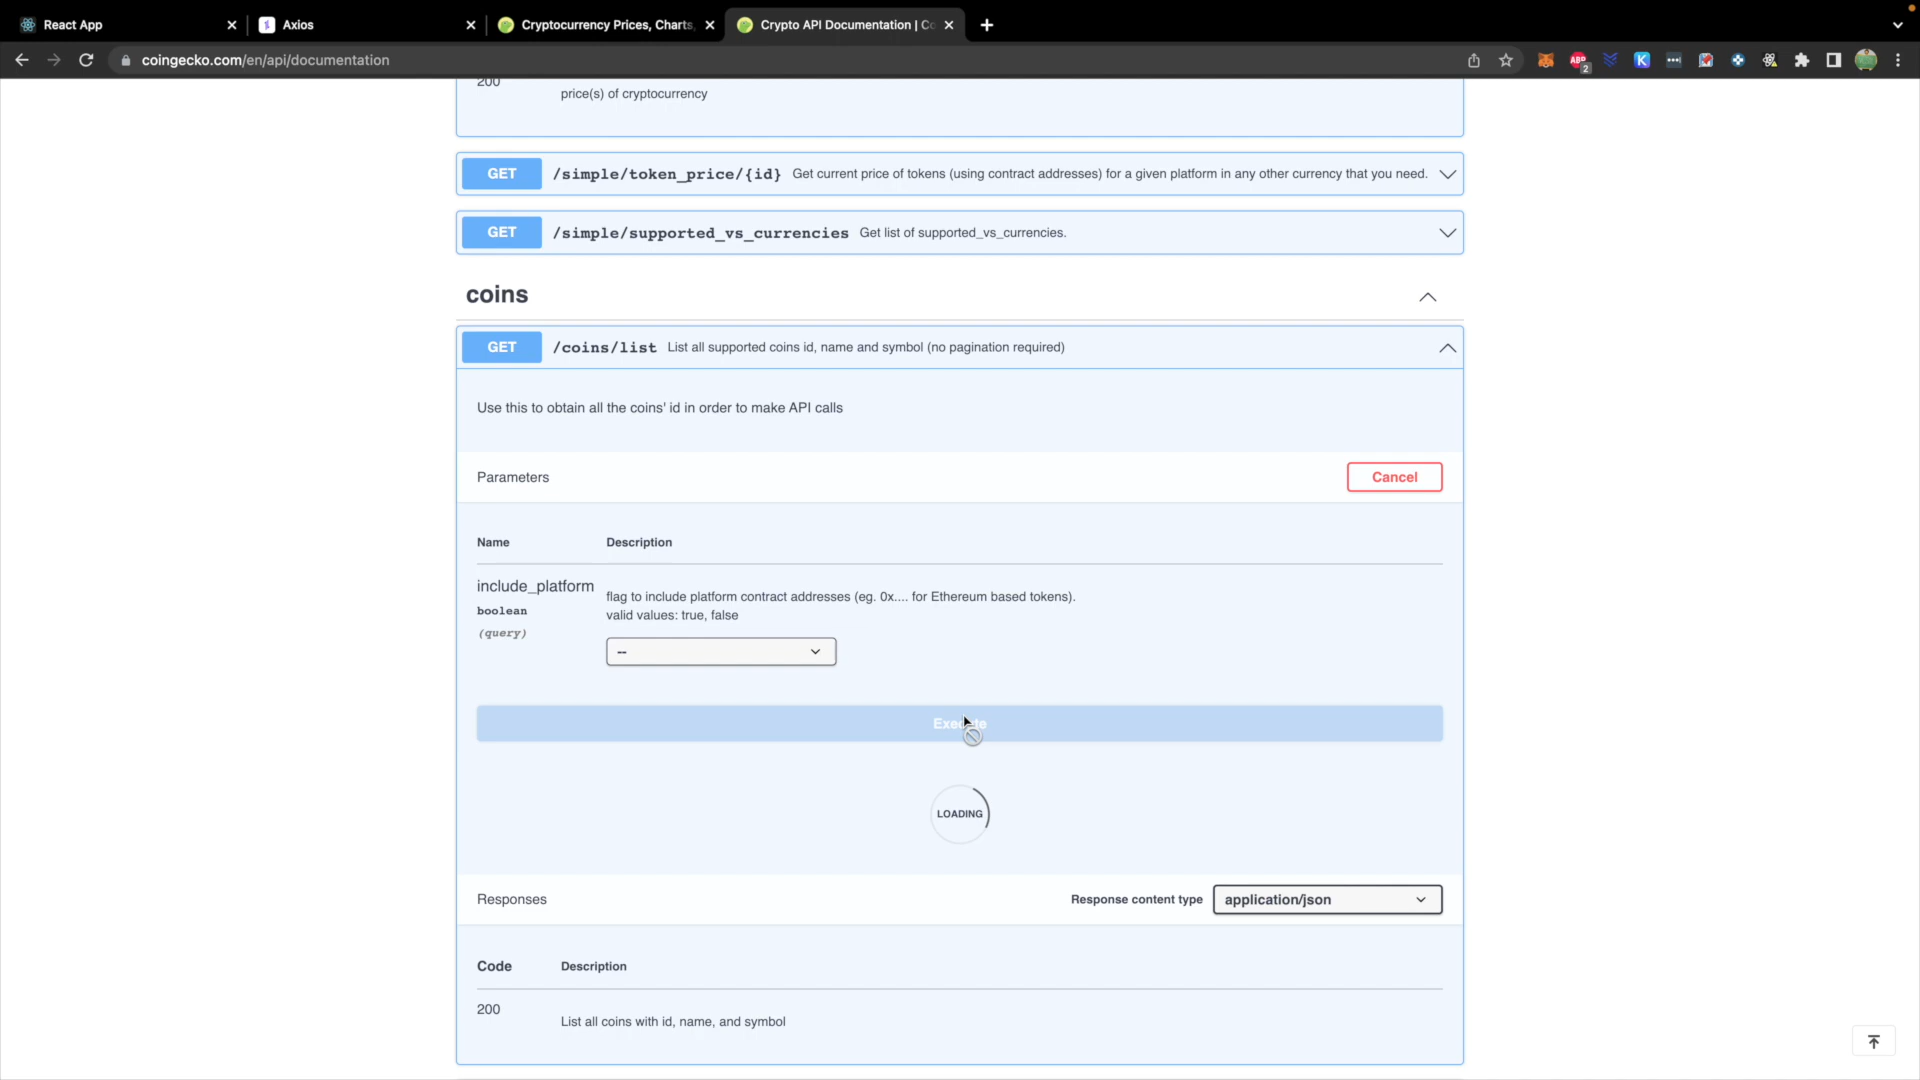 React App
Axios
Cryptocurrency Prices, Charts,
Crypto API Documentation | Co
coingecko.com/en/api/documentation
ABP
2
K
200
price(s) of cryptocurrency
GET /simple/token_price/{id} Get current price of tokens (using contract addresses) for a given platform in any other currency that you need.
GET /simple/supported_vs_currencies Get list of supported_vs_currencies.
coins
GET /coins/list List all supported coins id, name and symbol (no pagination required)
Use this to obtain all the coins' id in order to make API calls
Parameters
Cancel
Name Description
include_platform
boolean
(query)
flag to include platform contract addresses (eg. 0x.... for Ethereum based tokens).
valid values: true, false
--
Execute
LOADING
Responses
Response content type application/json
Code Description
200
List all coins with id, name, and symbol